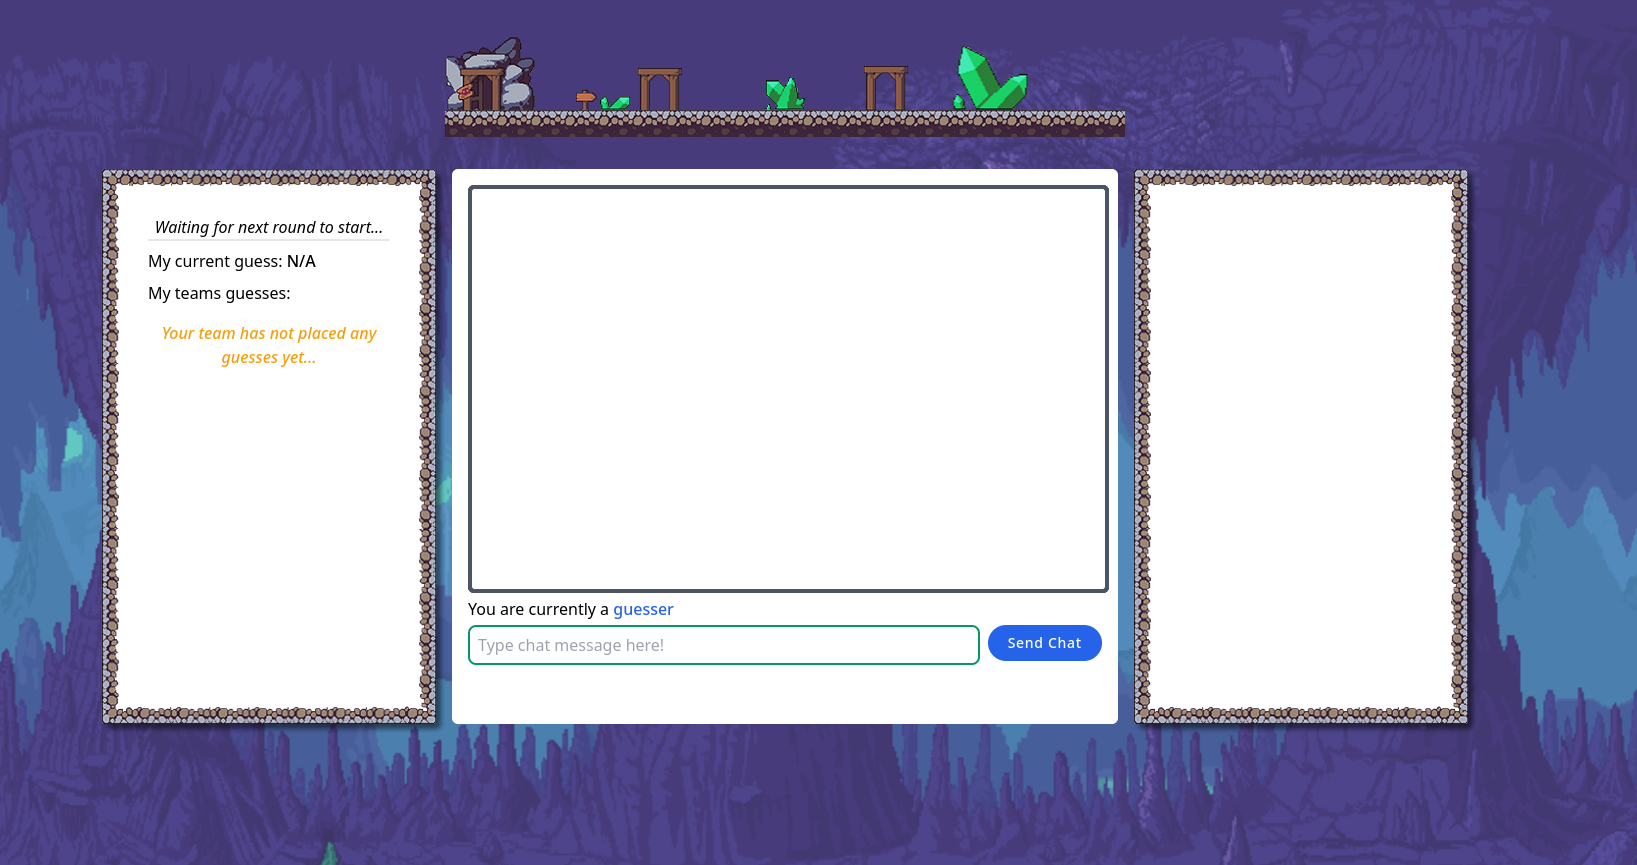 Waiting for next round to start...
My current guess: N/A
My teams guesses:
Your team has not placed any
guesses yet...
You are currently a guesser
Type chat message here!
Send Chat